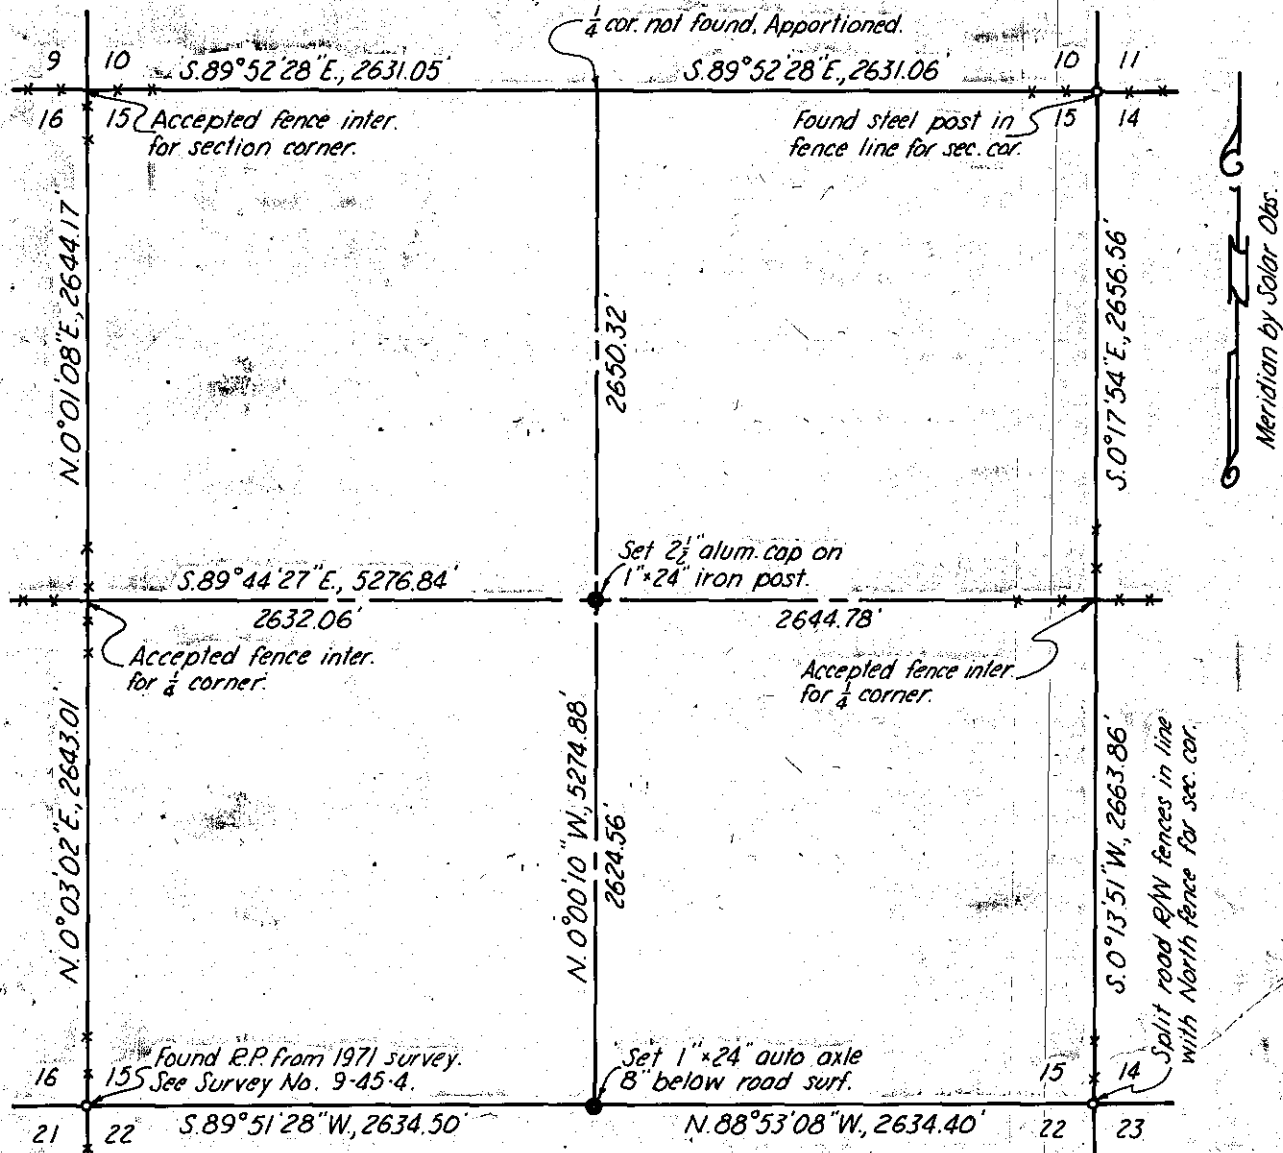 1/4 cor. not found, Apportioned.
9 10 S.89°52'28"E., 2631.05' S.89°52'28"E., 2631.06' 10 11
16 15 Accepted fence inter.
for section corner.
Found steel post in 15 14
fence line for sec. cor.
N.0°01'08"E., 2644.17'
2650.32'
S.0°17'54"E., 2656.56'
Meridian by Solar Obs.
N
Set 2 1/2" alum. cap on
1"×24" iron post.
S.89°44'27"E., 5276.84'
2632.06'
2644.78'
Accepted fence inter.
for 1/4 corner.
Accepted fence inter.
for 1/4 corner.
N.0°03'02"E., 2643.01'
N.0°00'10"W., 5274.88'
2624.56'
S.0°13'51"W., 2663.86'
Split road R/W fences in line
with North fence for sec. cor.
Found R.P. from 1971 survey.
16 15 See Survey No. 9-45-4.
Set 1"×24" auto axle
8" below road surf.
15 14
21 22 S.89°51'28"W., 2634.50' N.88°53'08"W., 2634.40' 22 23